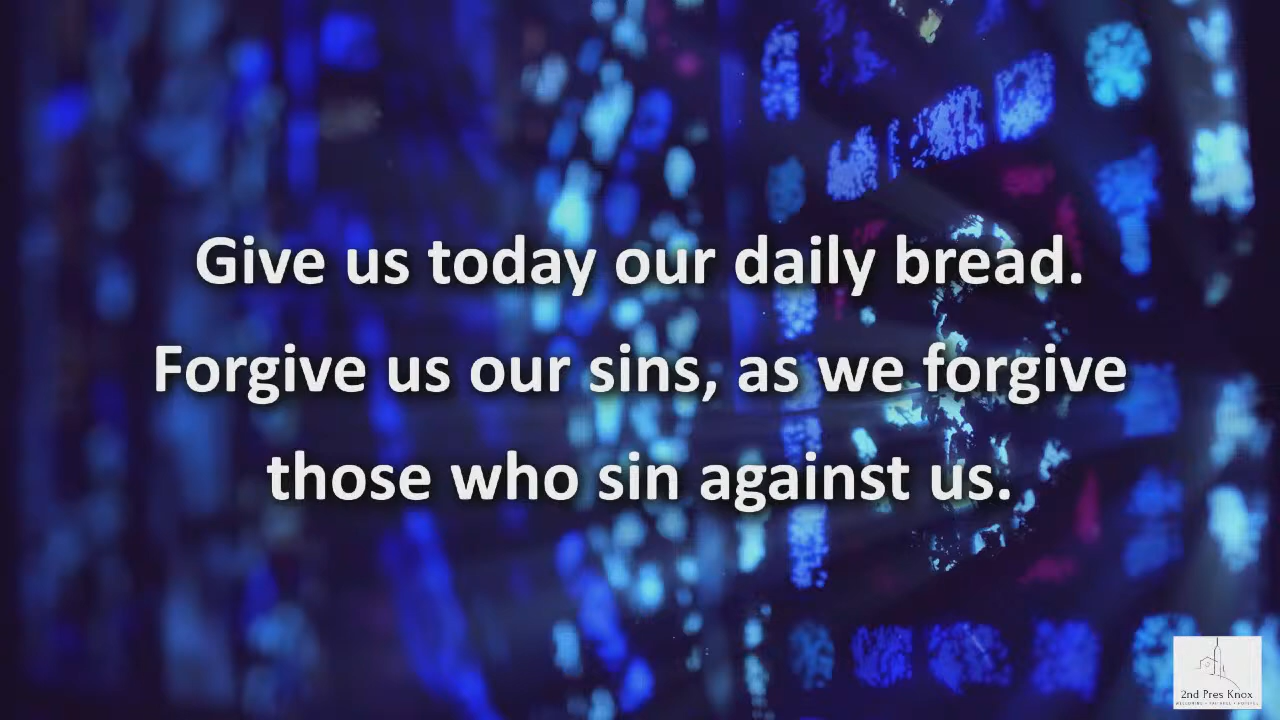 Give us today our daily bread.
Forgive us our sins, as we forgive
those who sin against us.
2nd Pres Knox